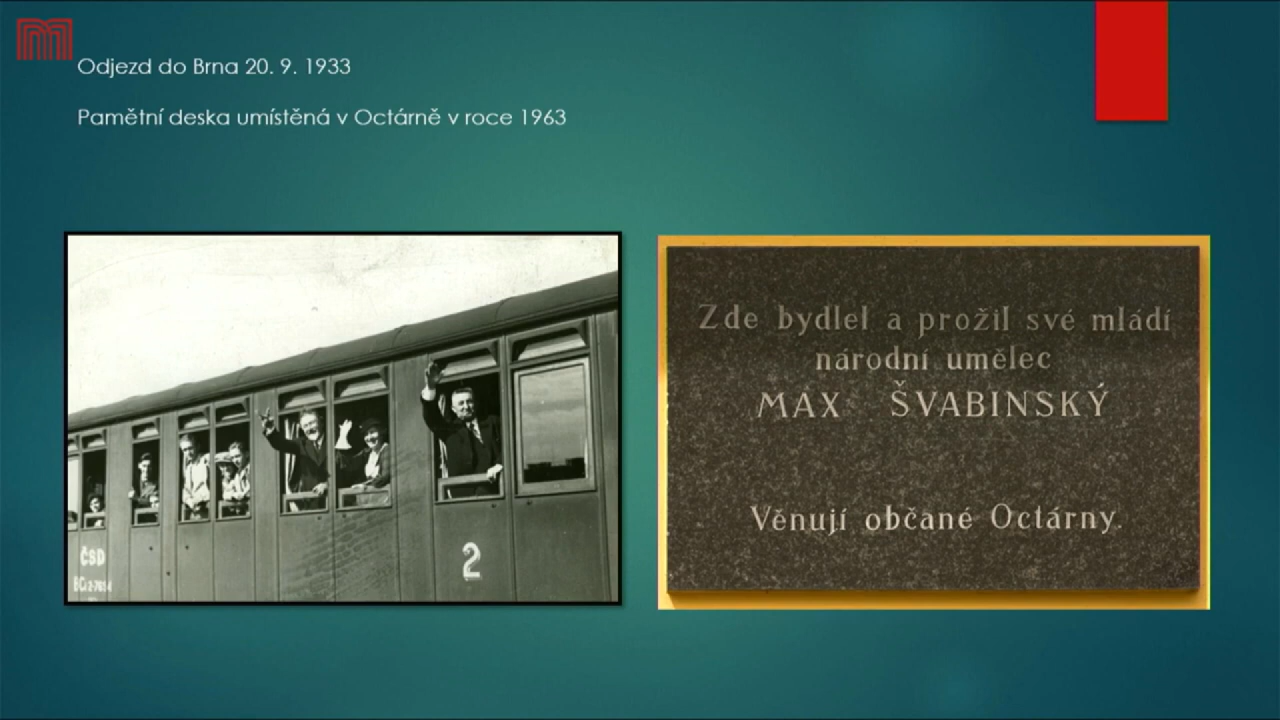 Odjezd do Brna 20. 9. 1933
Pamětní deska umístěná v Octárně v roce 1963
ČSD
2
Zde bydlel a prožil své mládí
národní umělec
MAX ŠVABINSKÝ
Věnují občané Octárny.